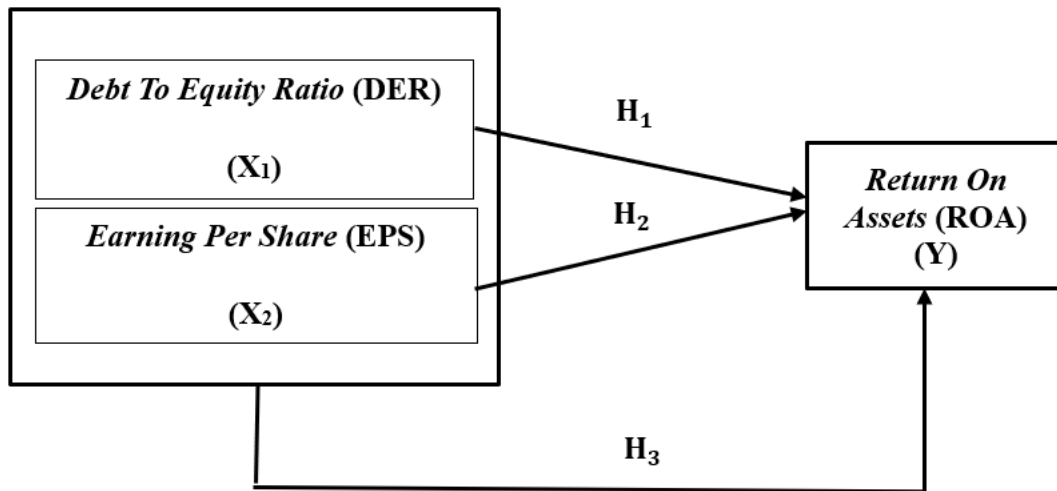 Debt To Equity Ratio (DER)
(X₁)
Earning Per Share (EPS)
(X₂)
H₁
H₂
Return On
Assets (ROA)
(Y)
H₃